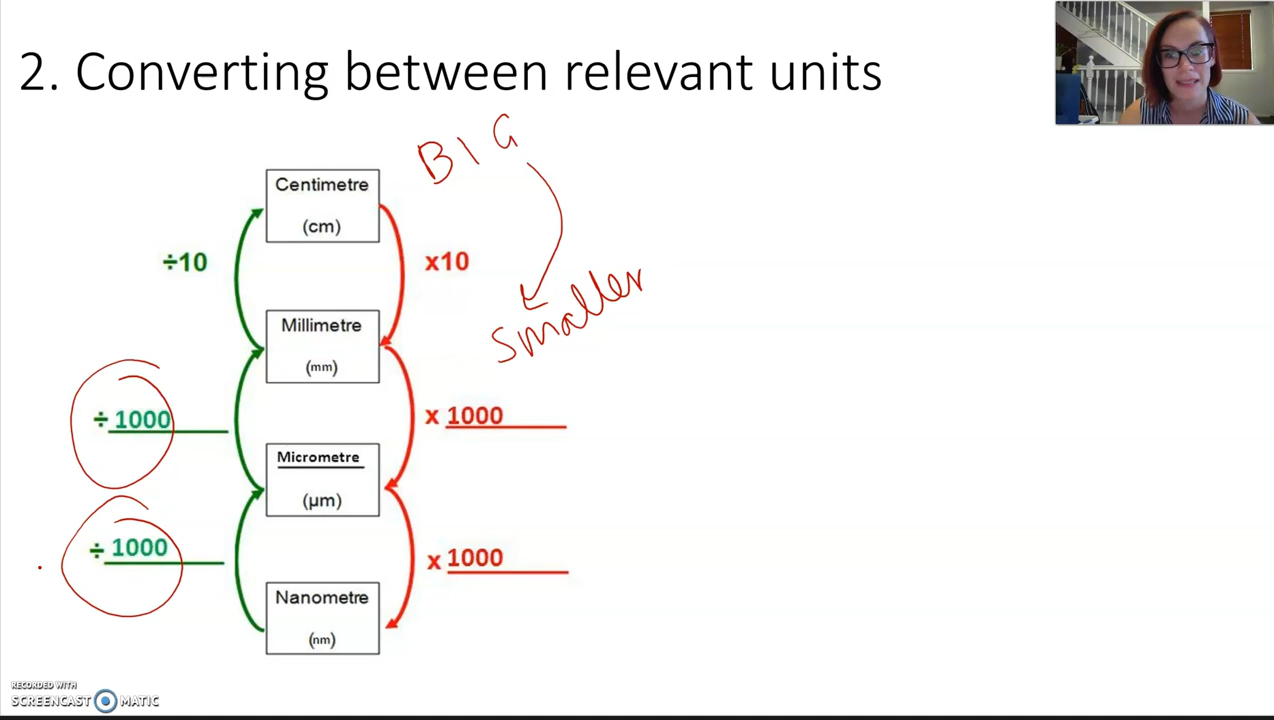 2. Converting between relevant units
BIG
Centimetre
(cm)
÷10
x10
smaller
Millimetre
(mm)
÷ 1000
x 1000
Micrometre
(µm)
÷ 1000
x 1000
Nanometre
(nm)
RECORDED WITH
SCREENCAST MATIC